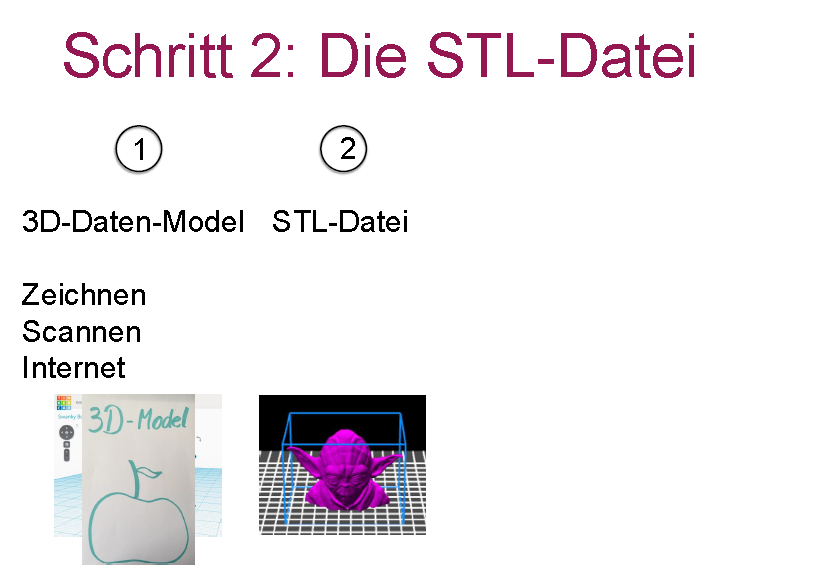 Schritt 2: Die STL-Datei
1
2
3D-Daten-Model
STL-Datei
Zeichnen
Scannen
Internet
3D-Model